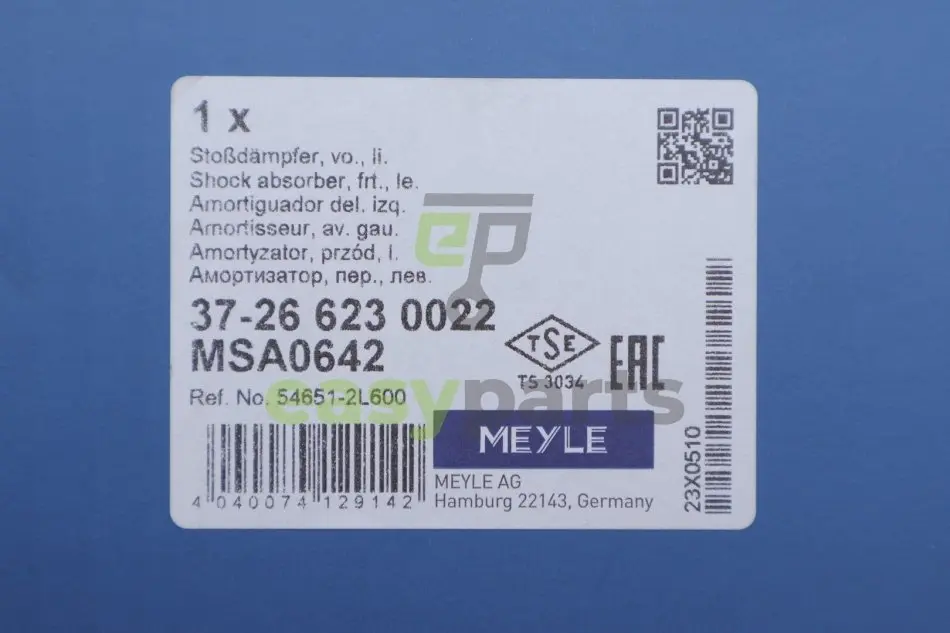 1 x
Stoßdämpfer, vo., li.
Shock absorber, frt., le.
Amortiguador del. izq.
Amortisseur, av. gau.
Amortyzator, przód, l.
Амортизатор, пер., лев.
37-26 623 0022
MSA0642
Ref. No. 54651-2L600
4 040074 129142
TSE
TS 3034
EAC
MEYLE
MEYLE AG
Hamburg 22143, Germany
23X0510
ep
easyparts